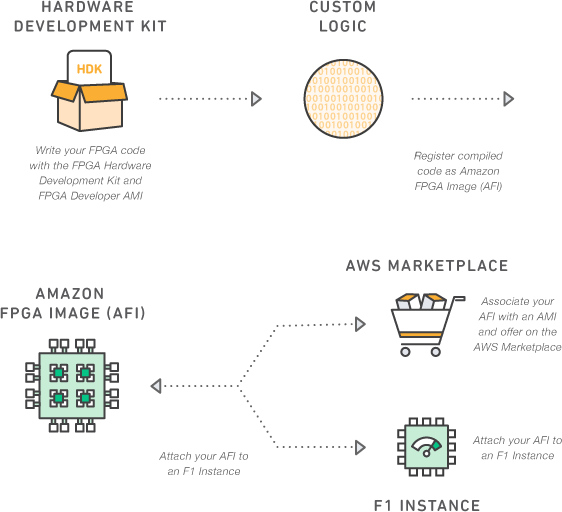 HARDWARE
DEVELOPMENT KIT
HDK
Write your FPGA code
with the FPGA Hardware
Development Kit and
FPGA Developer AMI
CUSTOM
LOGIC
1001001001
Register compiled
code as Amazon
FPGA Image (AFI)
AMAZON
FPGA IMAGE (AFI)
Attach your AFI to
an F1 Instance
AWS MARKETPLACE
Associate your
AFI with an AMI
and offer on the
AWS Marketplace
Attach your AFI to
an F1 Instance
F1 INSTANCE